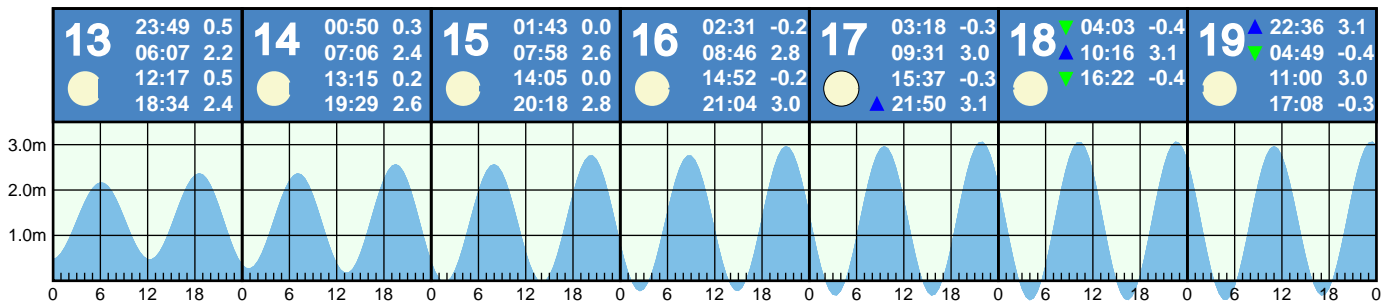 13
23:49 0.5
06:07 2.2
12:17 0.5
18:34 2.4
14
00:50 0.3
07:06 2.4
13:15 0.2
19:29 2.6
15
01:43 0.0
07:58 2.6
14:05 0.0
20:18 2.8
16
02:31 -0.2
08:46 2.8
14:52 -0.2
21:04 3.0
17
03:18 -0.3
09:31 3.0
15:37 -0.3
▲ 21:50 3.1
18
▼ 04:03 -0.4
▲ 10:16 3.1
▼ 16:22 -0.4
19
▲ 22:36 3.1
▼ 04:49 -0.4
11:00 3.0
17:08 -0.3
3.0m
2.0m
1.0m
0 6 12 18 0 6 12 18 0 6 12 18 0 6 12 18 0 6 12 18 0 6 12 18 0 6 12 18 0